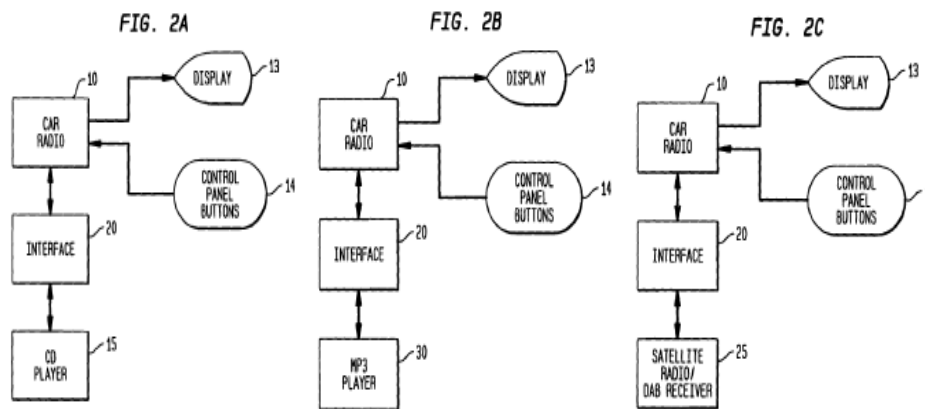 FIG. 2A
10
CAR
RADIO
DISPLAY
13
CONTROL
PANEL
BUTTONS
14
INTERFACE
20
CD
PLAYER
15
FIG. 2B
10
CAR
RADIO
DISPLAY
13
CONTROL
PANEL
BUTTONS
14
INTERFACE
20
MP3
PLAYER
30
FIG. 2C
10
CAR
RADIO
DISPLAY
13
CONTROL
PANEL
BUTTONS
INTERFACE
20
SATELLITE
RADIO/
DAB RECEIVER
25